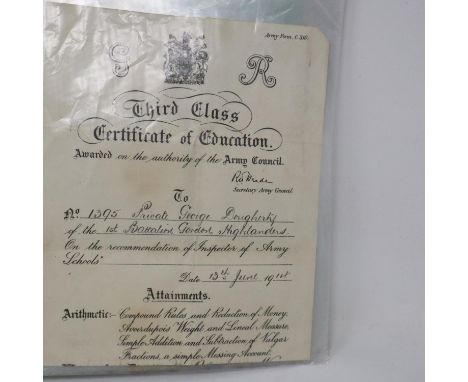 Army Form C.310.
G R
Third Class
Certificate of Education.
Awarded on the authority of the Army Council.
Secretary Army Council
To
No 1395 Private George Dougherty
of the 1st Battalion Gordon Highlanders.
On the recommendation of Inspector of Army
Schools
Date 13th June 1914
Attainments.
Arithmetic:- Compound Rules, and Reduction of Money.
Averdupois Weight and Lineal Measure,
Simple Addition and Subtraction of Vulgar
Fractions, a simple Messing Account.